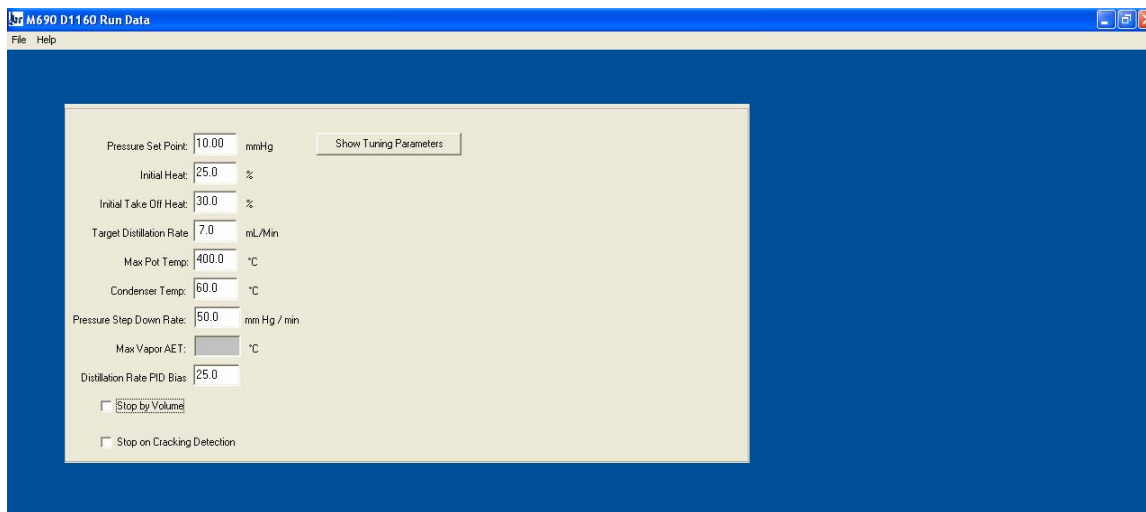 M690 D1160 Run Data
File Help
Pressure Set Point: 10.00 mmHg Show Tuning Parameters
Initial Heat: 25.0 %
Initial Take Off Heat: 30.0 %
Target Distillation Rate 7.0 mL/Min
Max Pot Temp: 400.0 °C
Condenser Temp: 60.0 °C
Pressure Step Down Rate: 50.0 mm Hg / min
Max Vapor AET: °C
Distillation Rate PID Bias 25.0
Stop by Volume
Stop on Cracking Detection